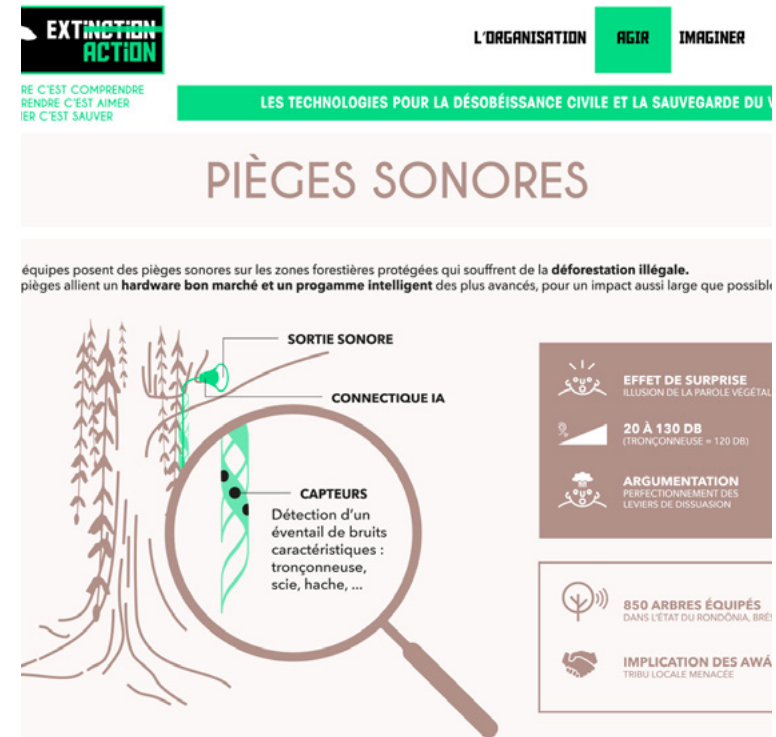 EXTINCTION
ACTION
L'ORGANISATION AGIR IMAGINER
RE C'EST COMPRENDRE
RENDRE C'EST AIMER
ER C'EST SAUVER
LES TECHNOLOGIES POUR LA DÉSOBÉISSANCE CIVILE ET LA SAUVEGARDE DU V
PIÈGES SONORES
équipes posent des pièges sonores sur les zones forestières protégées qui souffrent de la déforestation illégale.
pièges allient un hardware bon marché et un progamme intelligent des plus avancés, pour un impact aussi large que possible
SORTIE SONORE
CONNECTIQUE IA
CAPTEURS
Détection d'un
éventail de bruits
caractéristiques :
tronçonneuse,
scie, hache, ...
EFFET DE SURPRISE
ILLUSION DE LA PAROLE VÉGÉTAL
20 À 130 DB
(TRONÇONNEUSE = 120 DB)
ARGUMENTATION
PERFECTIONNEMENT DES
LEVIERS DE DISSUASION
850 ARBRES ÉQUIPÉS
DANS L'ÉTAT DU RONDÔNIA, BRÉS
IMPLICATION DES AWÁ
TRIBU LOCALE MENACÉE